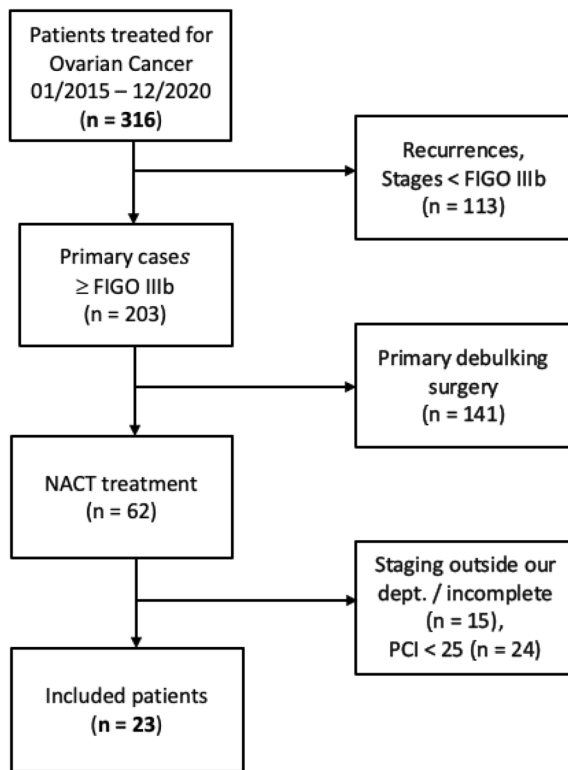 Patients treated for
Ovarian Cancer
01/2015 – 12/2020
(n = 316)
Recurrences,
Stages < FIGO IIIb
(n = 113)
Primary cases
≥ FIGO IIIb
(n = 203)
Primary debulking
surgery
(n = 141)
NACT treatment
(n = 62)
Staging outside our
dept. / incomplete
(n = 15),
PCI < 25 (n = 24)
Included patients
(n = 23)